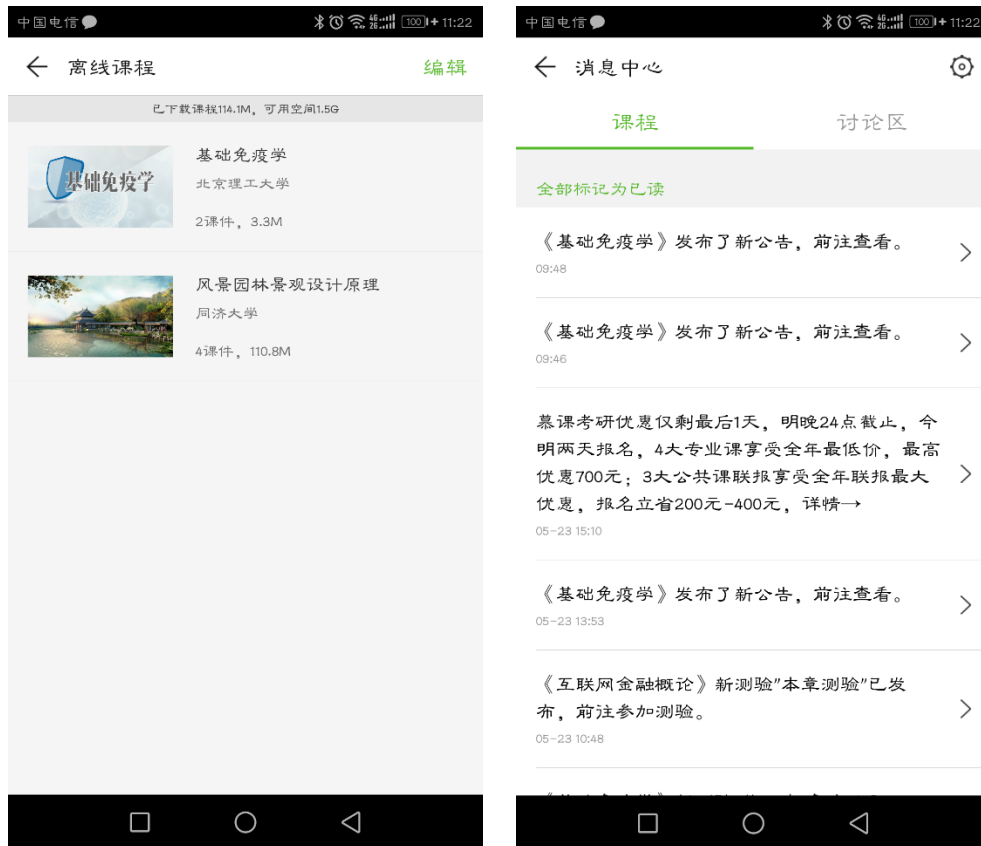 中国电信
4G
2G
100
11:22
离线课程
编辑
已下载课程114.1M，可用空间1.5G
基础免疫学
基础免疫学
北京理工大学
2课件，3.3M
风景园林景观设计原理
同济大学
4课件，110.8M
中国电信
4G
2G
100
11:22
消息中心
课程
讨论区
全部标记为已读
《基础免疫学》发布了新公告，前往查看。
09:48
《基础免疫学》发布了新公告，前往查看。
09:46
慕课考研优惠仅剩最后1天，明晚24点截止，今
明两天报名，4大专业课享受全年最低价，最高
优惠700元；3大公共课联报享受全年联报最大
优惠，报名立省200元-400元，详情→
05-23 15:10
《基础免疫学》发布了新公告，前往查看。
05-23 13:53
《互联网金融概论》新测验"本章测验"已发
布，前往参加测验。
05-23 10:48